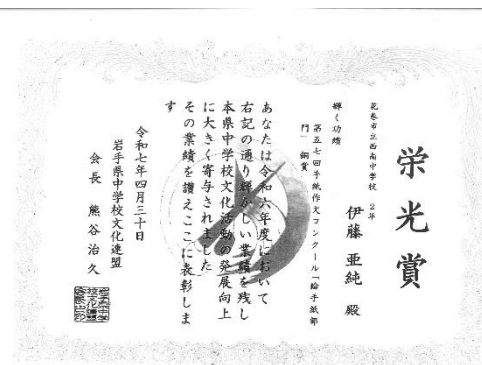 栄光賞
花巻市立西南中学校 2年
伊藤 亜純 殿
輝く功績
第五七回手紙作文コンクール「絵手紙部
門」銅賞
あなたは令和六年度において
右記の通り輝かしい業績を残し
本県中学校文化活動の発展向上
に大きく寄与されました
その業績を讃えここに表彰しま
す
令和七年四月三十日
岩手県中学校文化連盟
会長 熊谷治久